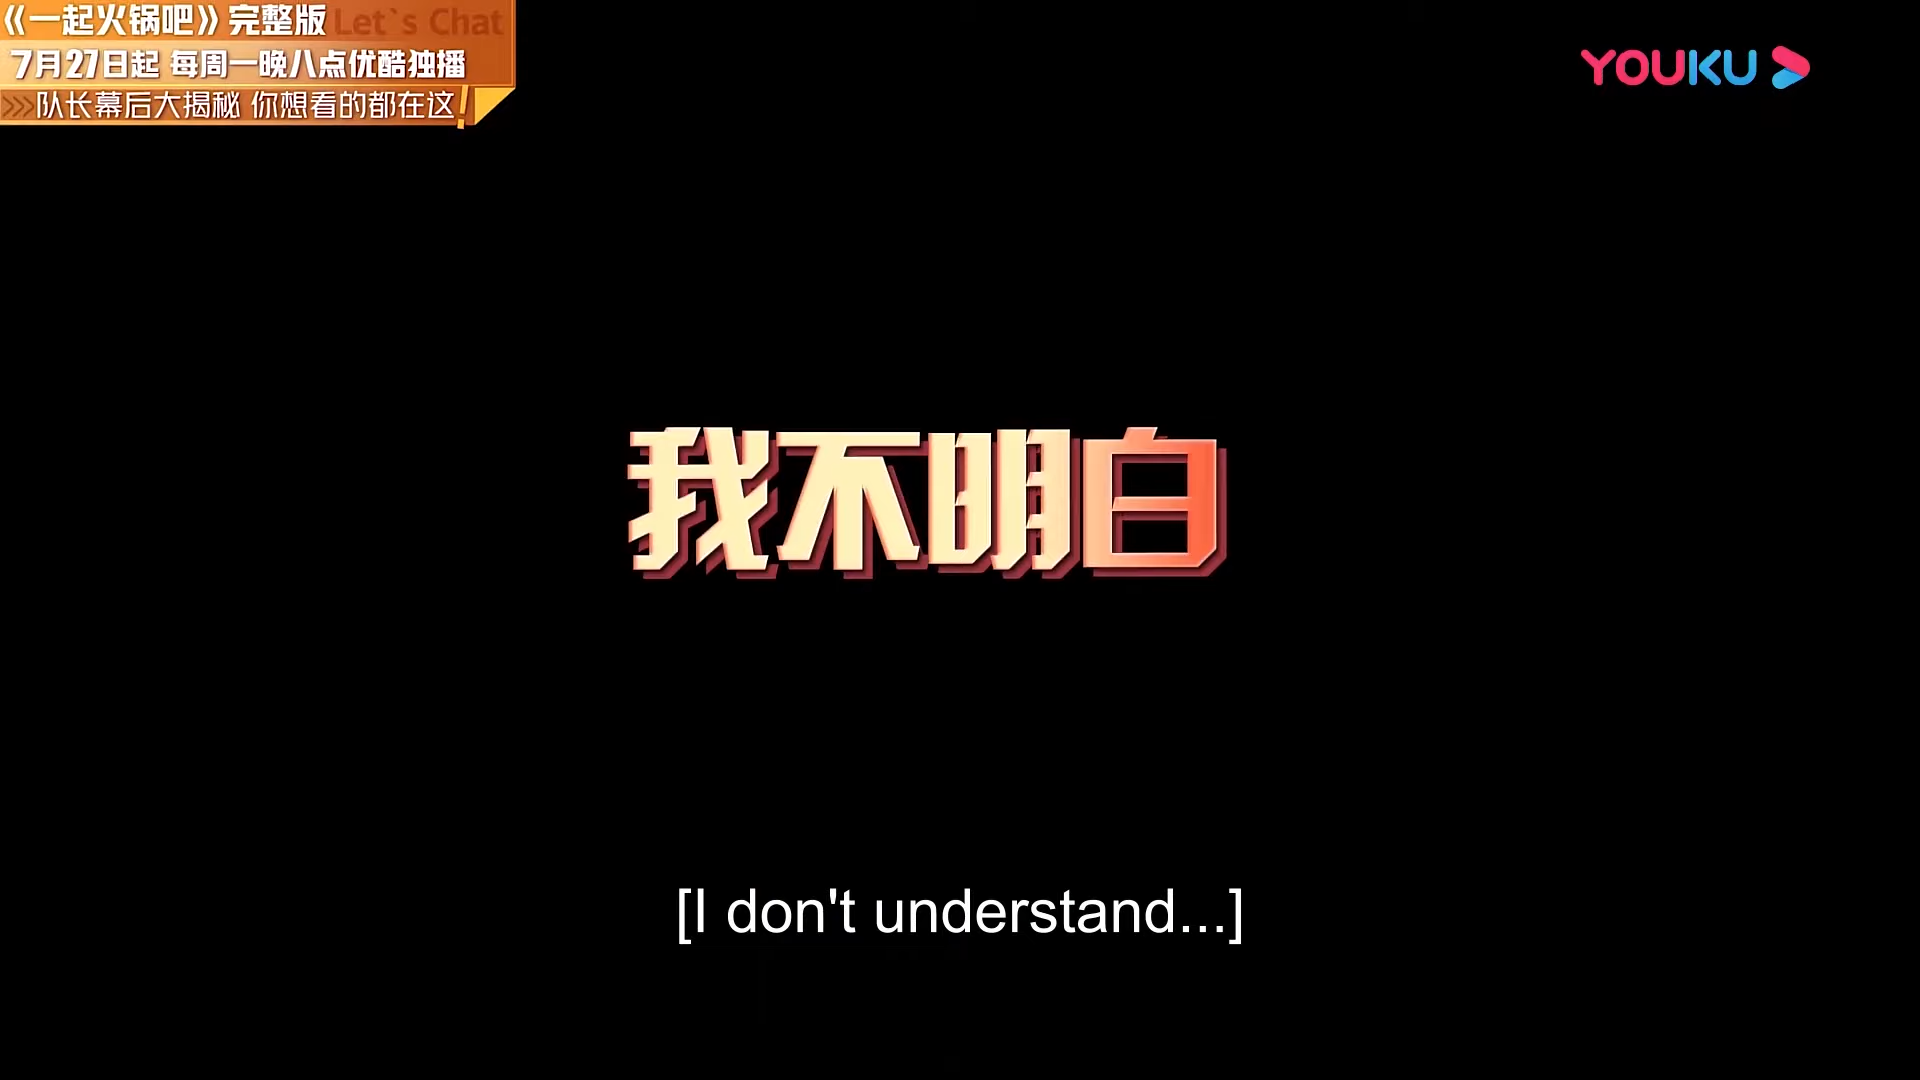 《一起火锅吧》完整版 Let`s Chat
7月27日起 每周一晚八点优酷独播
>>>队长幕后大揭秘 你想看的都在这!
YOUKU
我不明白
[I don't understand...]